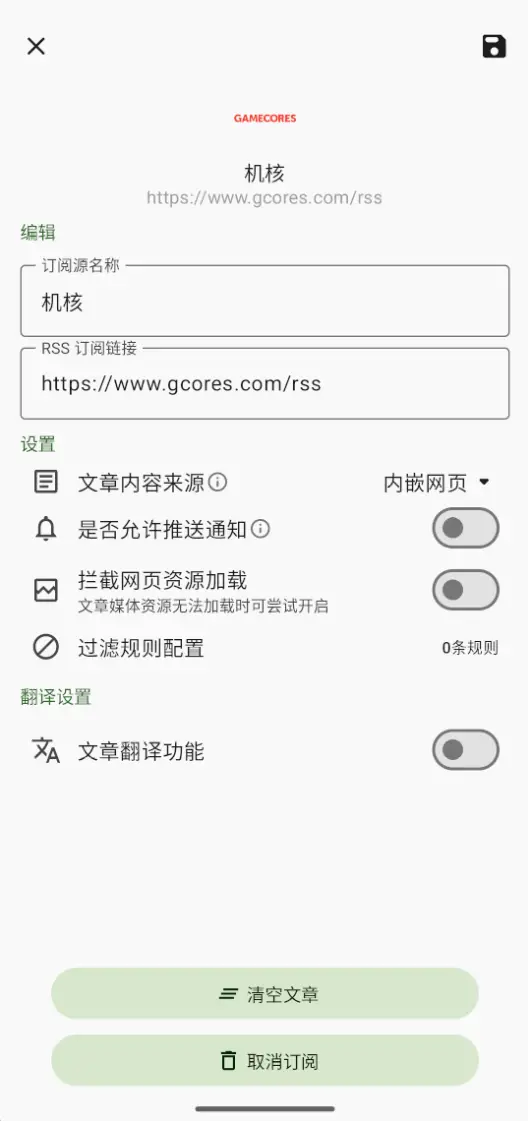 GAMECORES
机核
https://www.gcores.com/rss
编辑
订阅源名称
机核
RSS 订阅链接
https://www.gcores.com/rss
设置
文章内容来源
内嵌网页
是否允许推送通知
拦截网页资源加载
文章媒体资源无法加载时可尝试开启
过滤规则配置
0条规则
翻译设置
文章翻译功能
清空文章
取消订阅